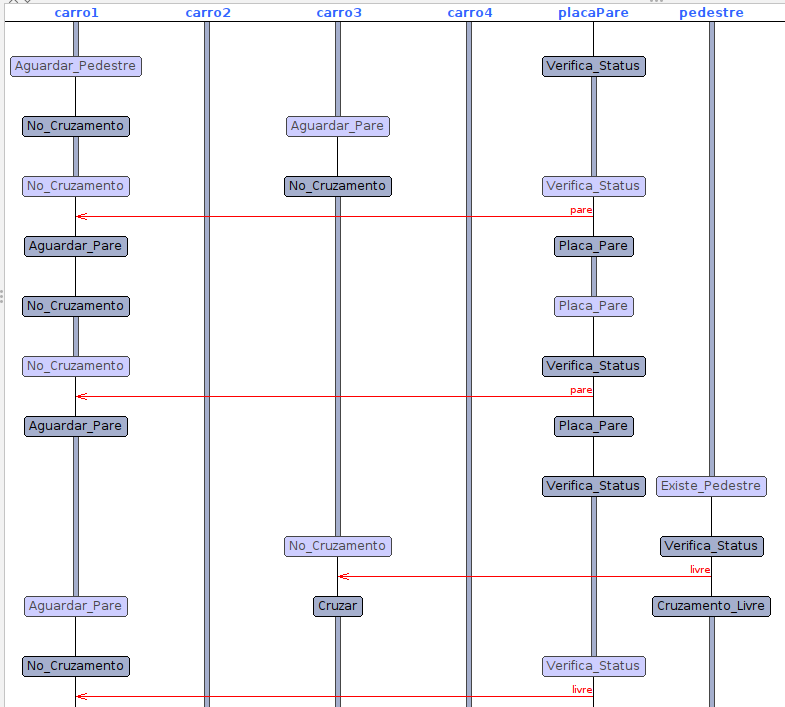 carro1 carro2 carro3 carro4 placaPare pedestre
Aguardar_Pedestre Verifica_Status
No_Cruzamento Aguardar_Pare
No_Cruzamento No_Cruzamento Verifica_Status
pare
Aguardar_Pare Placa_Pare
No_Cruzamento Placa_Pare
No_Cruzamento Verifica_Status
pare
Aguardar_Pare Placa_Pare
Verifica_Status Existe_Pedestre
No_Cruzamento Verifica_Status
livre
Aguardar_Pare Cruzar Cruzamento_Livre
No_Cruzamento Verifica_Status
livre